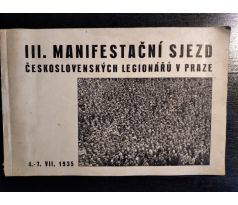 III. MANIFESTAČNÍ SJEZD
ČESKOSLOVENSKÝCH LEGIONÁŘŮ V PRAZE
4.-7. VII. 1935